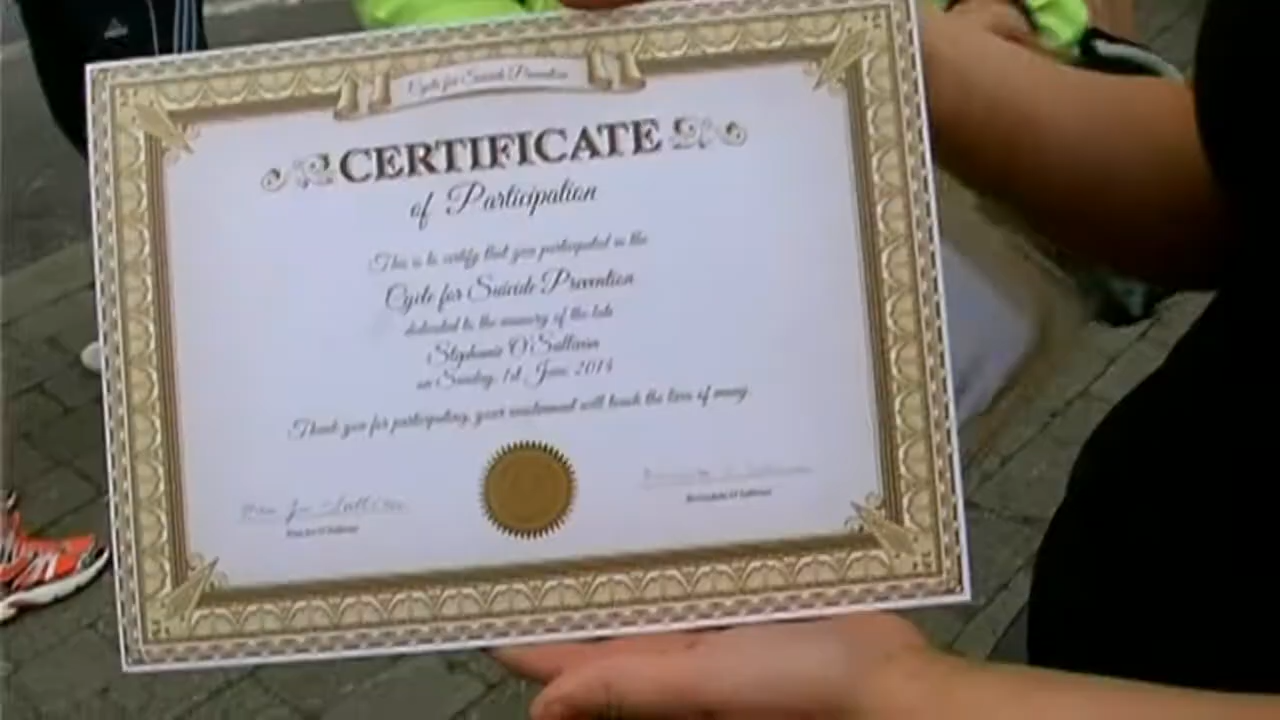 Cycle for Suicide Prevention
CERTIFICATE
of Participation
This is to certify that you participated in the
Cycle for Suicide Prevention
dedicated to the memory of the late
Stephanie O'Sullivan
on Sunday, 1st June 2014
Thank you for participating, your involvement will touch the lives of many